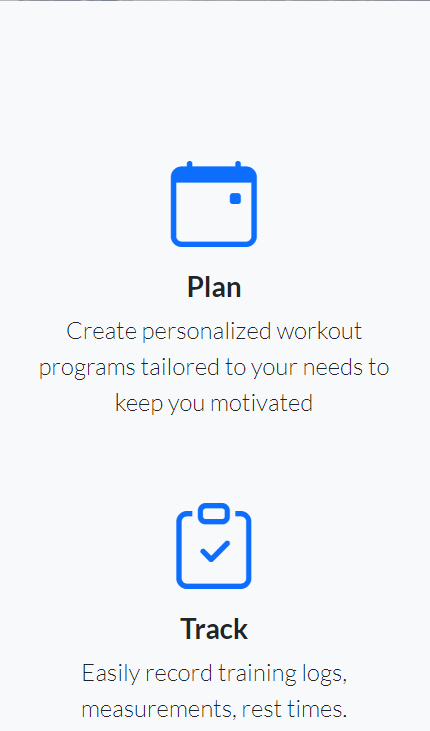 Plan
Create personalized workout
programs tailored to your needs to
keep you motivated
Track
Easily record training logs,
measurements, rest times.